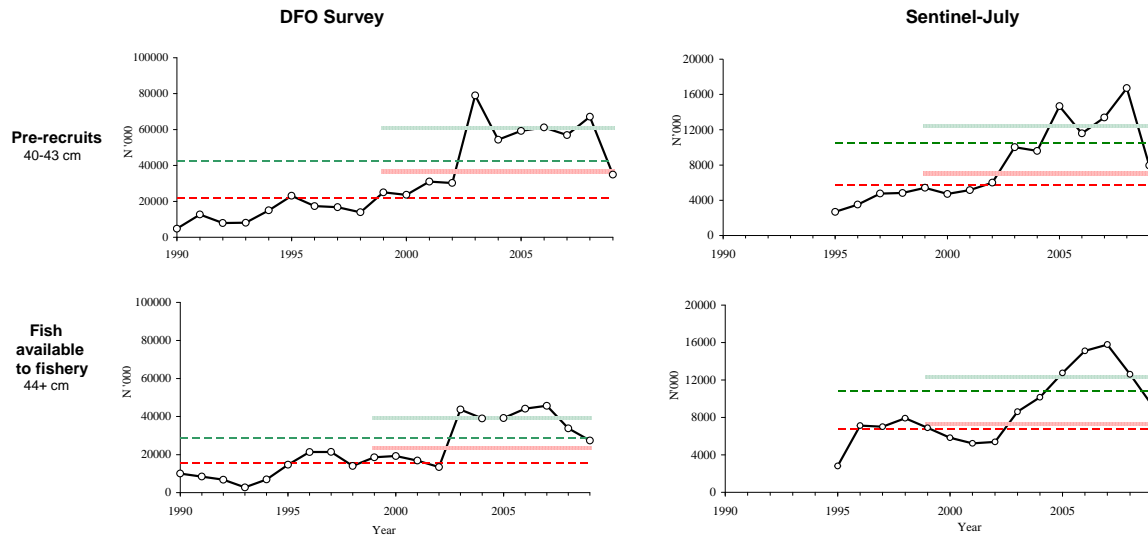 DFO Survey
Sentinel-July
Pre-recruits
40-43 cm
N'000
100000
80000
60000
40000
20000
0
1990
1995
2000
2005
N'000
20000
16000
12000
8000
4000
0
1990
1995
2000
2005
Fish
available
to fishery
44+ cm
N'000
100000
80000
60000
40000
20000
0
1990
1995
2000
2005
Year
N'000
20000
16000
12000
8000
4000
0
1990
1995
2000
2005
Year